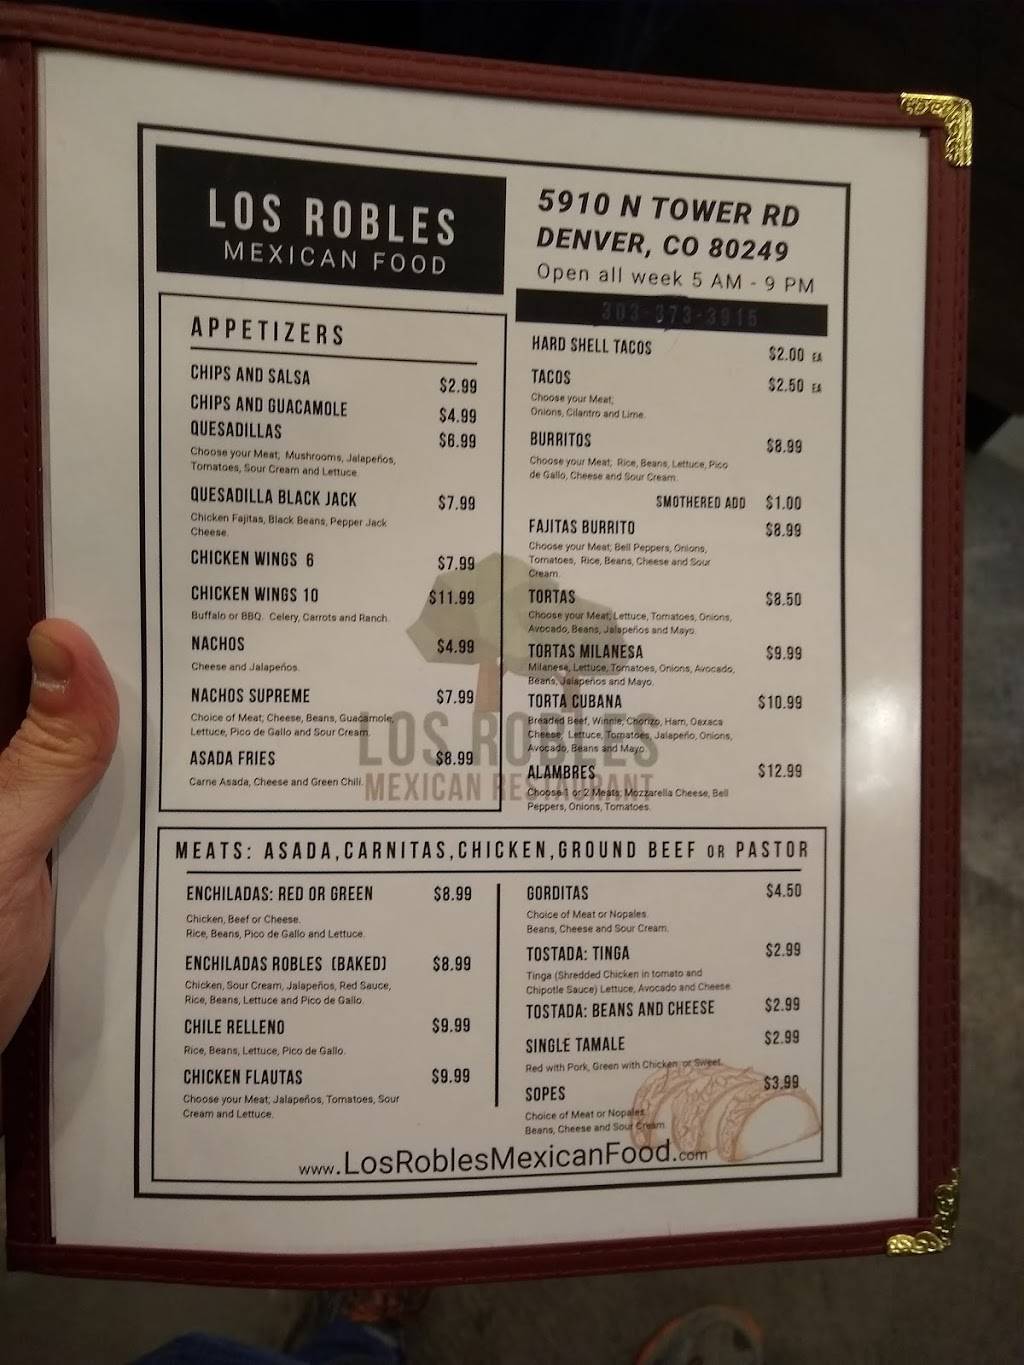 LOS ROBLES
MEXICAN FOOD
5910 N TOWER RD
DENVER, CO 80249
Open all week 5 AM - 9 PM
303-373-3915
APPETIZERS
CHIPS AND SALSA $2.99
CHIPS AND GUACAMOLE $4.99
QUESADILLAS $6.99
Choose your Meat; Mushrooms, Jalapeños,
Tomatoes, Sour Cream and Lettuce.
QUESADILLA BLACK JACK $7.99
Chicken Fajitas, Black Beans, Pepper Jack
Cheese.
CHICKEN WINGS 6 $7.99
CHICKEN WINGS 10 $11.99
Buffalo or BBQ. Celery, Carrots and Ranch.
NACHOS $4.99
Cheese and Jalapeños.
NACHOS SUPREME $7.99
Choice of Meat, Cheese, Beans, Guacamole,
Lettuce, Pico de Gallo and Sour Cream.
ASADA FRIES $8.99
Carne Asada, Cheese and Green Chili.
HARD SHELL TACOS $2.00 EA
TACOS $2.50 EA
Choose your Meat;
Onions, Cilantro and Lime.
BURRITOS $8.99
Choose your Meat; Rice, Beans, Lettuce, Pico
de Gallo, Cheese and Sour Cream.
SMOTHERED ADD $1.00
FAJITAS BURRITO $8.99
Choose your Meat; Bell Peppers, Onions,
Tomatoes, Rice, Beans, Cheese and Sour
Cream.
TORTAS $8.50
Choose your Meat; Lettuce, Tomatoes, Onions,
Avocado, Beans, Jalapeños and Mayo.
TORTAS MILANESA $9.99
Milanese, Lettuce, Tomatoes, Onions, Avocado,
Beans, Jalapeños and Mayo.
TORTA CUBANA $10.99
Breaded Beef, Winnie, Chorizo, Ham, Oaxaca
Cheese, Lettuce, Tomatoes, Jalapeño, Onions,
Avocado, Beans and Mayo.
ALAMBRES $12.99
Choose 1 or 2 Meats; Mozzarella Cheese, Bell
Peppers, Onions, Tomatoes.
LOS ROBLES
MEXICAN RESTAURANT
MEATS: ASADA,CARNITAS,CHICKEN,GROUND BEEF OR PASTOR
ENCHILADAS: RED OR GREEN $8.99
Chicken, Beef or Cheese.
Rice, Beans, Pico de Gallo and Lettuce.
ENCHILADAS ROBLES (BAKED) $8.99
Chicken, Sour Cream, Jalapeños, Red Sauce,
Rice, Beans, Lettuce and Pico de Gallo.
CHILE RELLENO $9.99
Rice, Beans, Lettuce, Pico de Gallo.
CHICKEN FLAUTAS $9.99
Choose your Meat; Jalapeños, Tomatoes, Sour
Cream and Lettuce.
GORDITAS $4.50
Choice of Meat or Nopales.
Beans, Cheese and Sour Cream.
TOSTADA: TINGA $2.99
Tinga (Shredded Chicken in tomato and
Chipotle Sauce) Lettuce, Avocado and Cheese
TOSTADA: BEANS AND CHEESE $2.99
SINGLE TAMALE $2.99
Red with Pork, Green with Chicken or Sweet.
SOPES $3.99
Choice of Meat or Nopales.
Beans, Cheese and Sour Cream.
www.LosRoblesMexicanFood.com